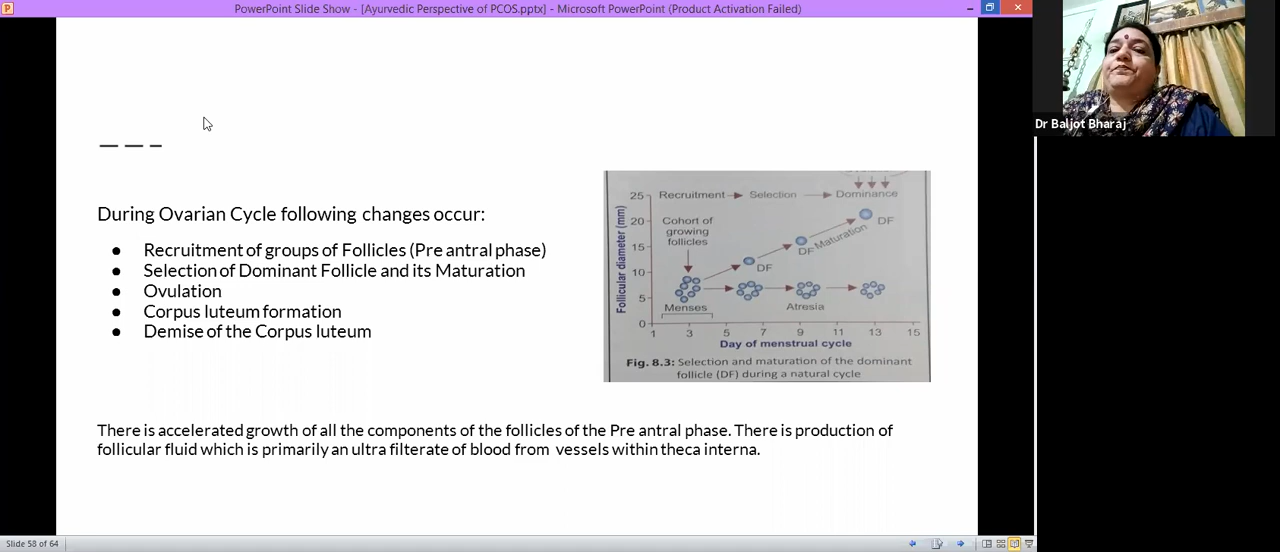 PowerPoint Slide Show - [Ayurvedic Perspective of PCOS.pptx] - Microsoft PowerPoint (Product Activation Failed)
Dr Baljot Bharaj
During Ovarian Cycle following changes occur:
● Recruitment of groups of Follicles (Pre antral phase)
● Selection of Dominant Follicle and its Maturation
● Ovulation
● Corpus luteum formation
● Demise of the Corpus luteum
Recruitment Selection Dominance
Cohort of
growing
follicles
DF
DF
DF
Maturation
Menses
Atresia
Follicular diameter (mm)
25
20
15
10
5
0
1 3 5 7 9 11 13 15
Day of menstrual cycle
Fig. 8.3: Selection and maturation of the dominant
follicle (DF) during a natural cycle
There is accelerated growth of all the components of the follicles of the Pre antral phase. There is production of
follicular fluid which is primarily an ultra filterate of blood from vessels within theca interna.
Slide 58 of 64